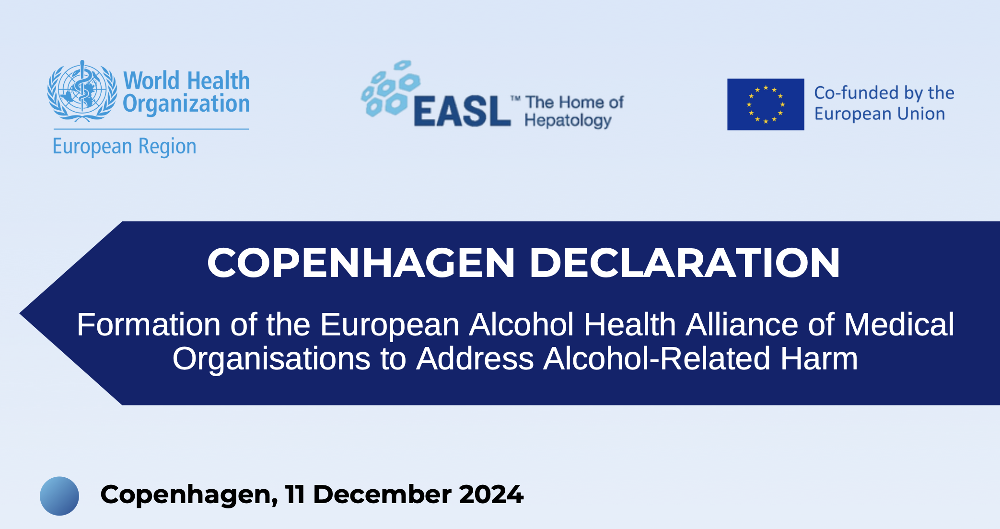 World Health
Organization
European Region
EASL™ The Home of
Hepatology
Co-funded by the
European Union
COPENHAGEN DECLARATION
Formation of the European Alcohol Health Alliance of Medical
Organisations to Address Alcohol-Related Harm
Copenhagen, 11 December 2024